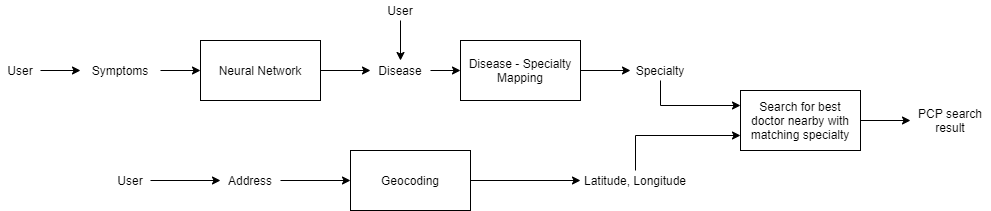 User
User
Symptoms
Neural Network
Disease
Disease - Specialty
Mapping
Specialty
Search for best
doctor nearby with
matching specialty
PCP search
result
User
Address
Geocoding
Latitude, Longitude